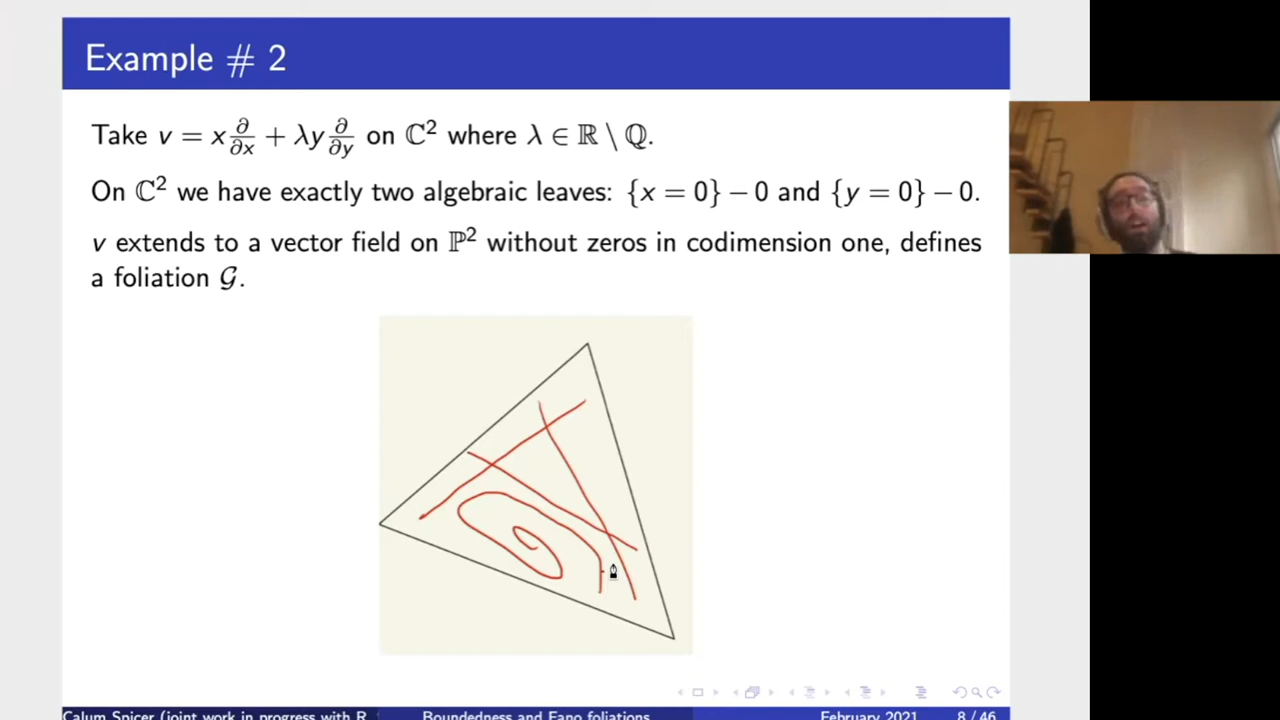 Example # 2
Take v = x ∂/∂x + λy ∂/∂y on ℂ² where λ ∈ ℝ \ ℚ.
On ℂ² we have exactly two algebraic leaves: {x = 0} − 0 and {y = 0} − 0.
v extends to a vector field on ℙ² without zeros in codimension one, defines
a foliation 𝒢.
Calum Spicer (joint work in progress with R. Boundedness and Fano foliations February 2021 8 / 46